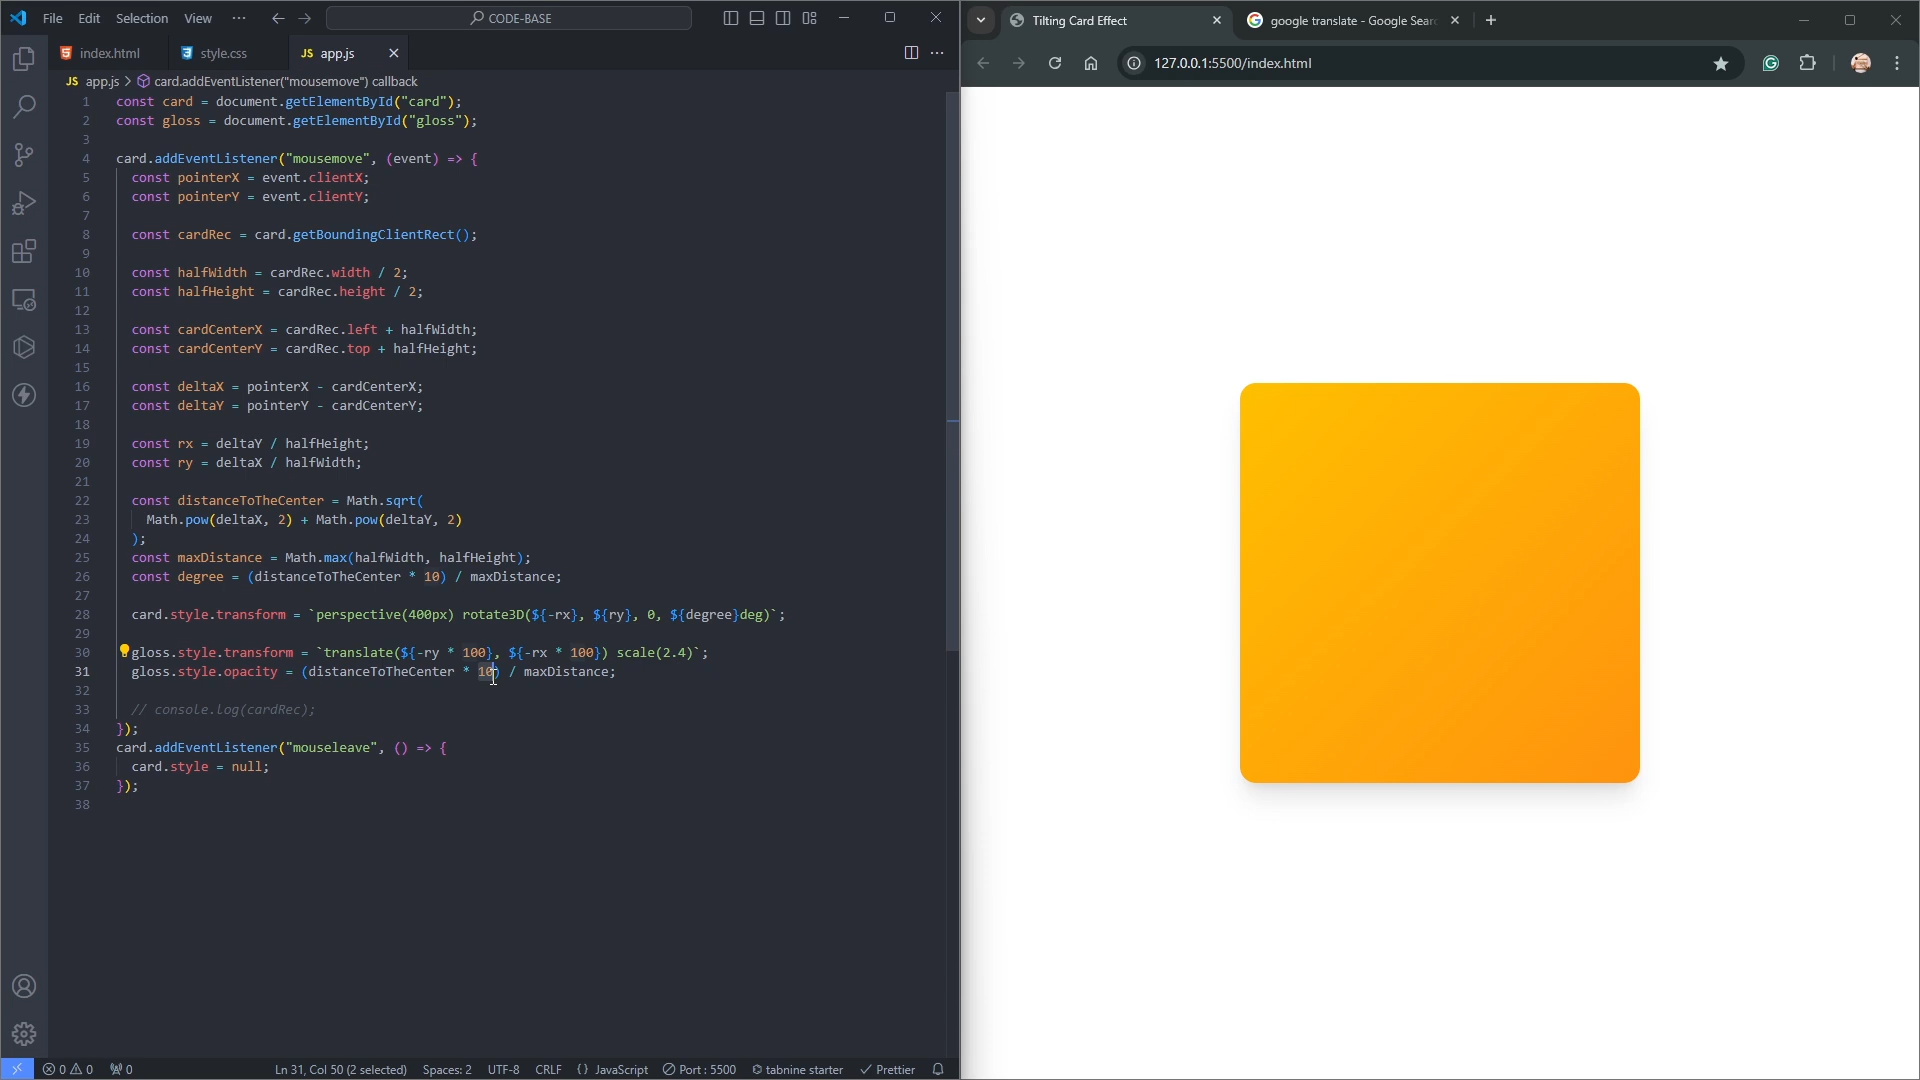 File Edit Selection View ··· CODE-BASE
index.html style.css JS app.js
JS app.js > card.addEventListener("mousemove") callback
1 const card = document.getElementById("card");
2 const gloss = document.getElementById("gloss");
3
4 card.addEventListener("mousemove", (event) => {
5 const pointerX = event.clientX;
6 const pointerY = event.clientY;
7
8 const cardRec = card.getBoundingClientRect();
9
10 const halfWidth = cardRec.width / 2;
11 const halfHeight = cardRec.height / 2;
12
13 const cardCenterX = cardRec.left + halfWidth;
14 const cardCenterY = cardRec.top + halfHeight;
15
16 const deltaX = pointerX - cardCenterX;
17 const deltaY = pointerY - cardCenterY;
18
19 const rx = deltaY / halfHeight;
20 const ry = deltaX / halfWidth;
21
22 const distanceToTheCenter = Math.sqrt(
23 Math.pow(deltaX, 2) + Math.pow(deltaY, 2)
24 );
25 const maxDistance = Math.max(halfWidth, halfHeight);
26 const degree = (distanceToTheCenter * 10) / maxDistance;
27
28 card.style.transform = `perspective(400px) rotate3D(${-rx}, ${ry}, 0, ${degree}deg)`;
29
30 gloss.style.transform = `translate(${-ry * 100}, ${-rx * 100}) scale(2.4)`;
31 gloss.style.opacity = (distanceToTheCenter * 10) / maxDistance;
32
33 // console.log(cardRec);
34 });
35 card.addEventListener("mouseleave", () => {
36 card.style = null;
37 });
38
0 0 0 Ln 31, Col 50 (2 selected) Spaces: 2 UTF-8 CRLF {} JavaScript Port : 5500 tabnine starter Prettier
Tilting Card Effect google translate - Google Sear
127.0.0.1:5500/index.html